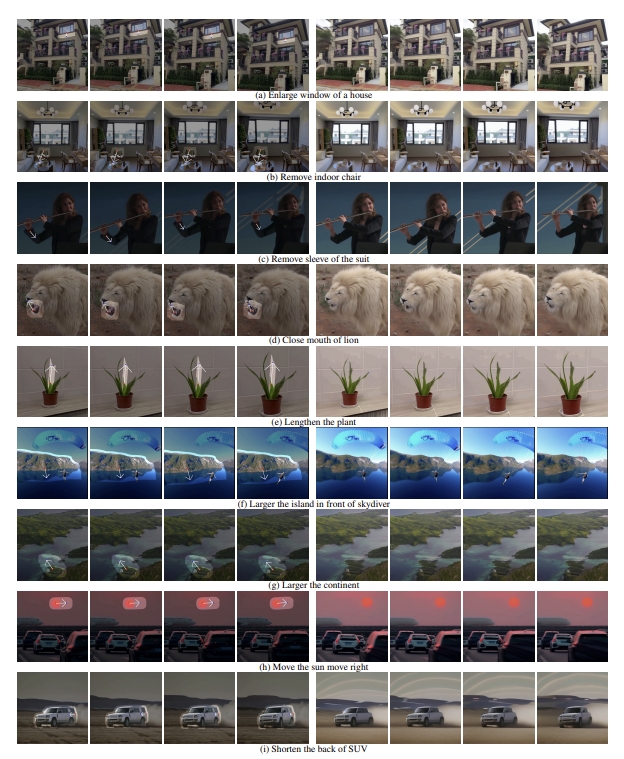 (a) Enlarge window of a house
(b) Remove indoor chair
(c) Remove sleeve of the suit
(d) Close mouth of lion
(e) Lengthen the plant
(f) Larger the island in front of skydiver
(g) Larger the continent
(h) Move the sun move right
(i) Shorten the back of SUV